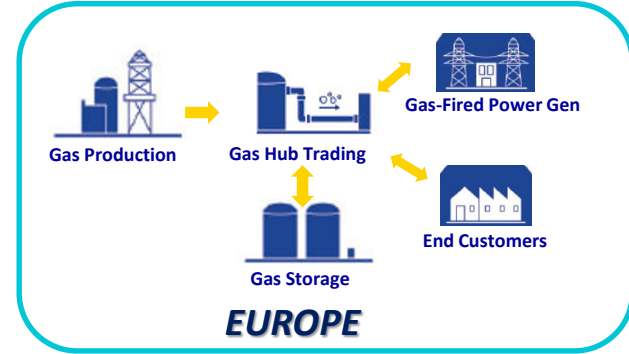 Gas-Fired Power Gen
Gas Production
Gas Hub Trading
End Customers
Gas Storage
EUROPE